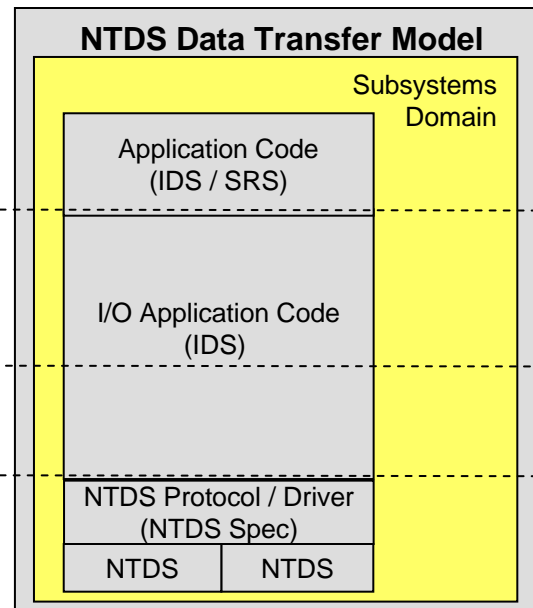 NTDS Data Transfer Model
Subsystems
Domain
Application Code
(IDS / SRS)
I/O Application Code
(IDS)
NTDS Protocol / Driver
(NTDS Spec)
NTDS NTDS